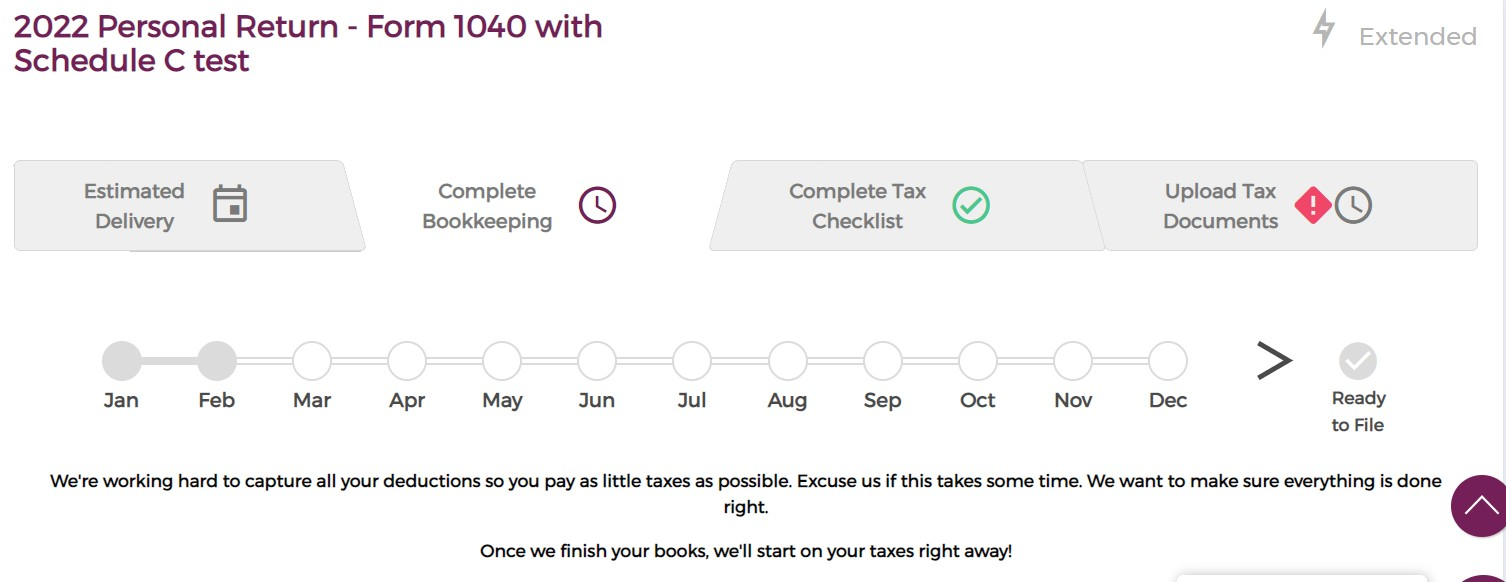 2022 Personal Return - Form 1040 with
Schedule C test
Extended
Estimated
Delivery
Complete
Bookkeeping
Complete Tax
Checklist
Upload Tax
Documents
Jan Feb Mar Apr May Jun Jul Aug Sep Oct Nov Dec
Ready
to File
We're working hard to capture all your deductions so you pay as little taxes as possible. Excuse us if this takes some time. We want to make sure everything is done
right.
Once we finish your books, we'll start on your taxes right away!